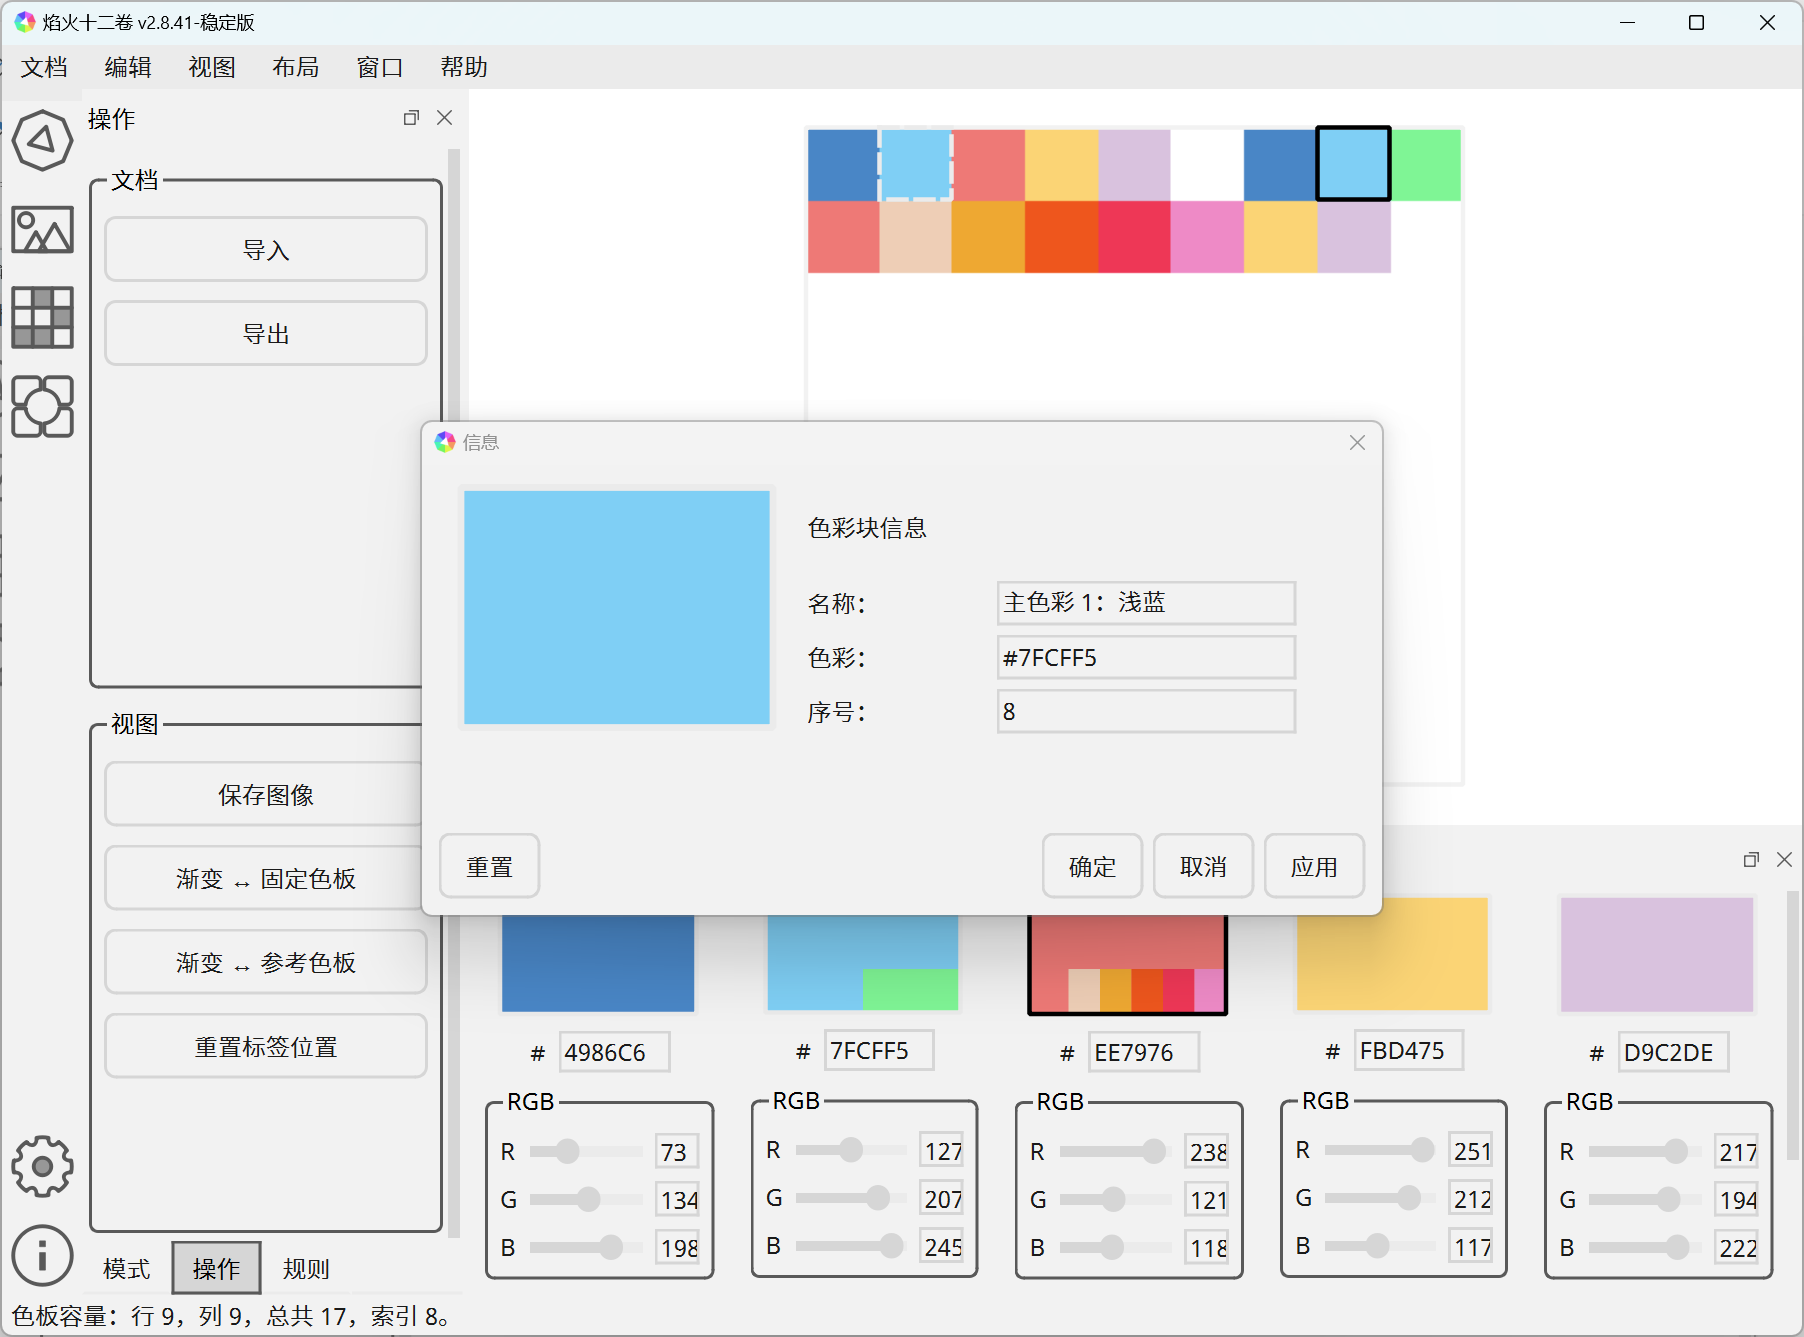 焰火十二卷 v2.8.41-稳定版
文档 编辑 视图 布局 窗口 帮助
操作
文档
导入
导出
视图
保存图像
渐变 ↔ 固定色板
渐变 ↔ 参考色板
重置标签位置
模式 操作 规则
信息
色彩块信息
名称： 主色彩 1：浅蓝
色彩： #7FCFF5
序号： 8
重置 确定 取消 应用
# 4986C6 # 7FCFF5 # EE7976 # FBD475 # D9C2DE
RGB RGB RGB RGB RGB
R 73 R 127 R 238 R 251 R 217
G 134 G 207 G 121 G 212 G 194
B 198 B 245 B 118 B 117 B 222
色板容量：行 9，列 9，总共 17，索引 8。